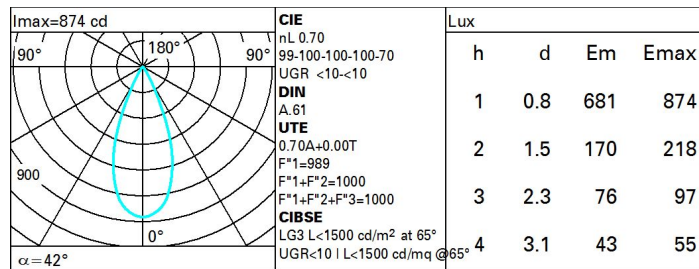 Imax=874 cd
90° 180° 90°
900
0°
α=42°
CIE
nL 0.70
99-100-100-100-70
UGR <10-<10
DIN
A.61
UTE
0.70A+0.00T
F"1=989
F"1+F"2=1000
F"1+F"2+F"3=1000
CIBSE
LG3 L<1500 cd/m² at 65°
UGR<10 | L<1500 cd/mq @65°
Lux
h d Em Emax
1 0.8 681 874
2 1.5 170 218
3 2.3 76 97
4 3.1 43 55